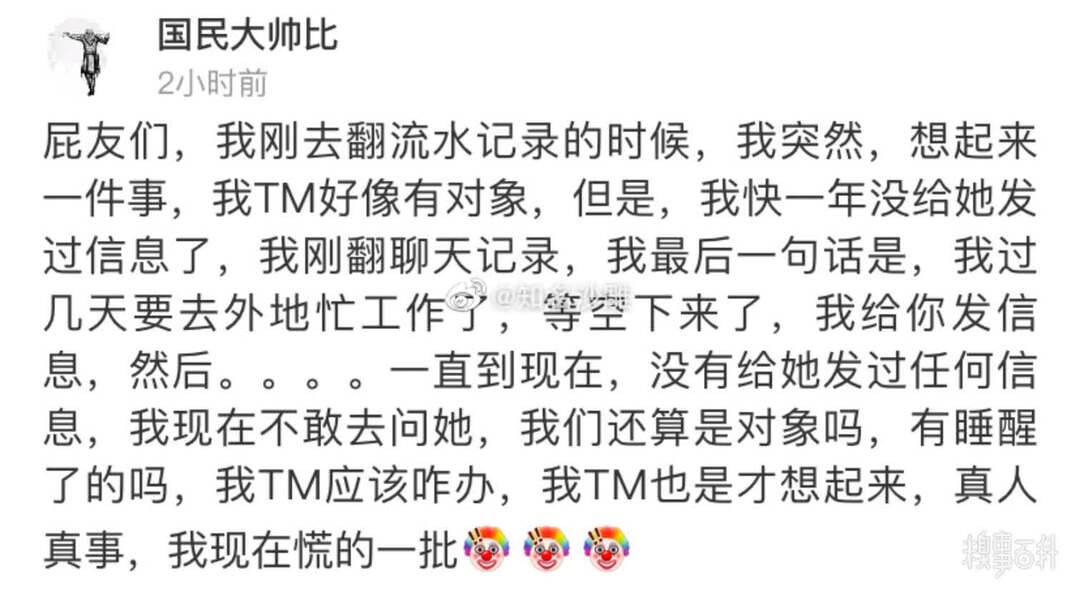 国民大帅比
2小时前
屁友们，我刚去翻流水记录的时候，我突然，想起来
一件事，我TM好像有对象，但是，我快一年没给她发
过信息了，我刚翻聊天记录，我最后一句话是，我过
几天要去外地忙工作了，等空下来了，我给你发信
息，然后。。。。一直到现在，没有给她发过任何信
息，我现在不敢去问她，我们还算是对象吗，有睡醒
了的吗，我TM应该咋办，我TM也是才想起来，真人
真事，我现在慌的一批🤡🤡🤡
@知名沙雕
糗事百科